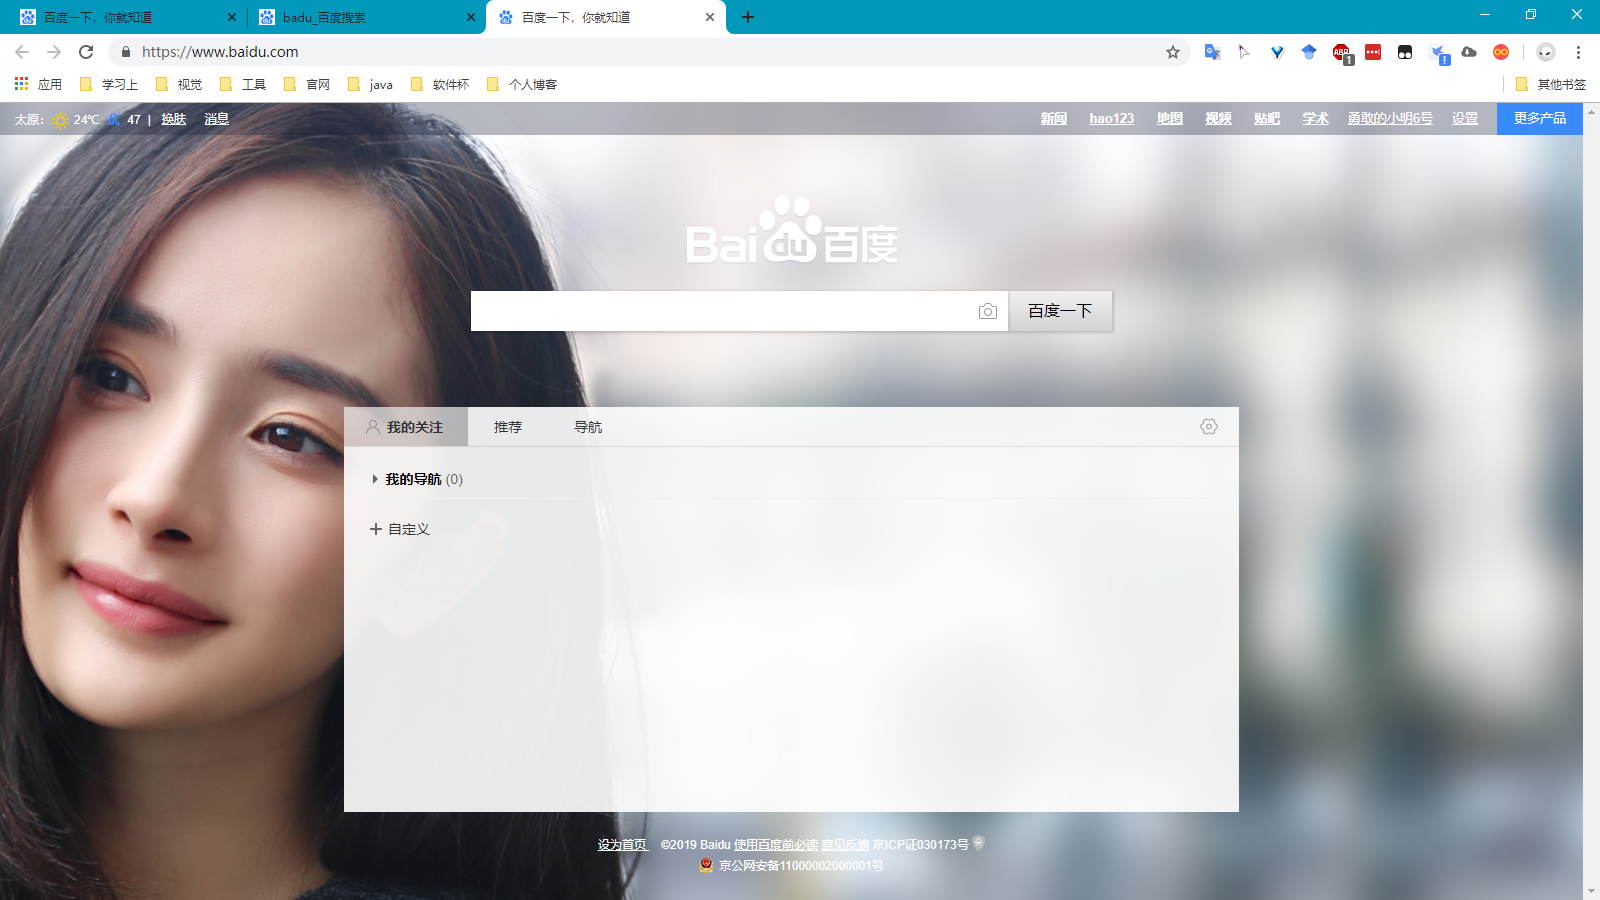 百度一下，你就知道
badu_百度搜索
百度一下，你就知道
https://www.baidu.com
ABP 1
应用 学习上 视觉 工具 官网 java 软件杯 个人博客 其他书签
太原: 24℃ 优 47 | 换肤 消息 新闻 hao123 地图 视频 贴吧 学术 勇敢的小明6号 设置 更多产品
Bai du 百度
百度一下
我的关注 推荐 导航
我的导航 (0)
自定义
设为首页 ©2019 Baidu 使用百度前必读 意见反馈 京ICP证030173号
京公网安备11000002000001号